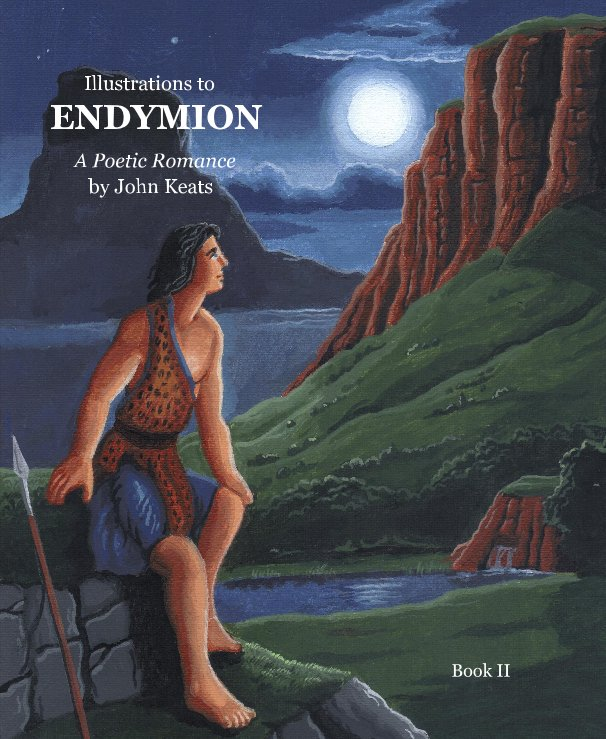 Illustrations to
ENDYMION
A Poetic Romance
by John Keats
Book II